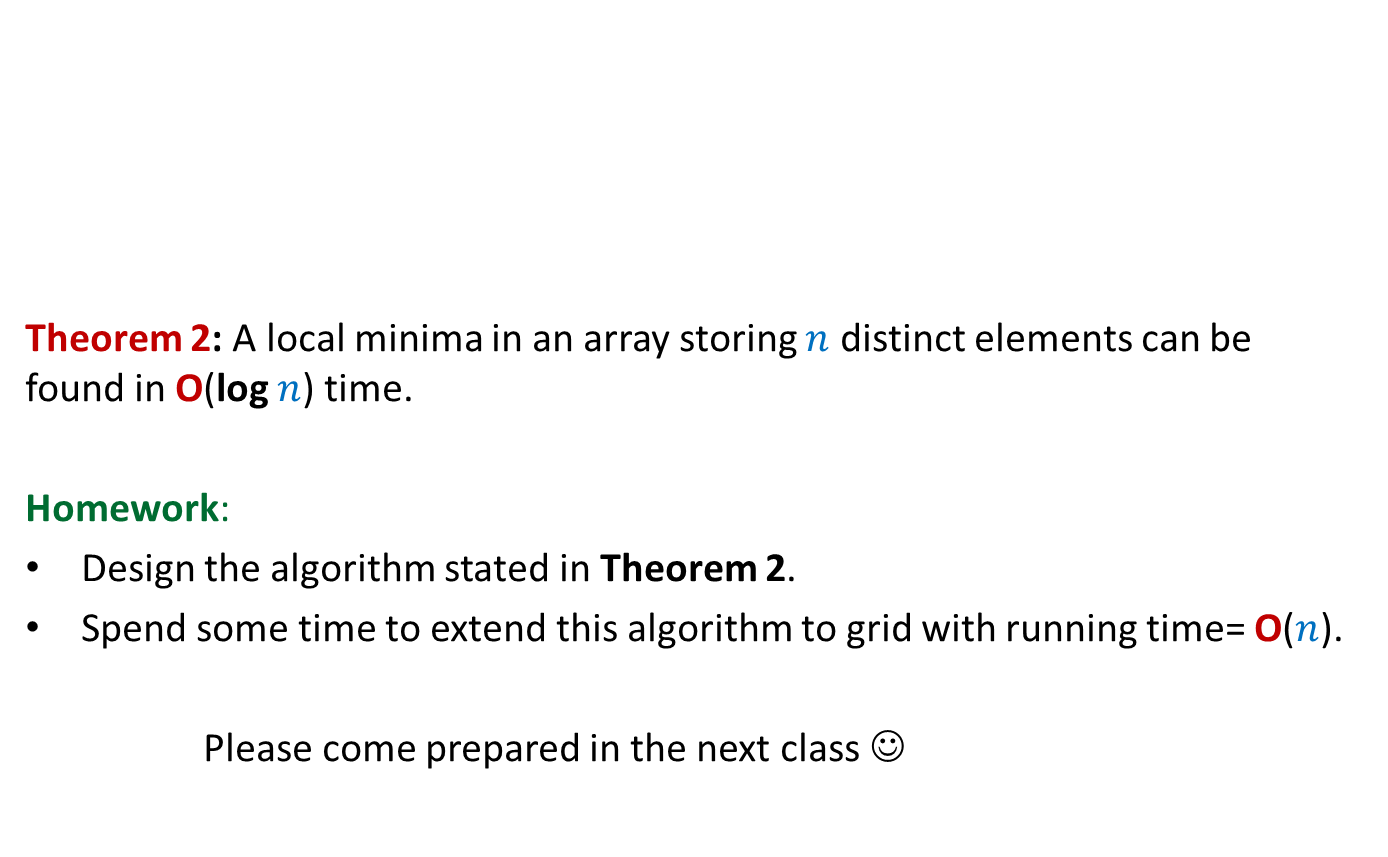 Theorem 2: A local minima in an array storing n distinct elements can be
found in O(log n) time.
Homework:
• Design the algorithm stated in Theorem 2.
• Spend some time to extend this algorithm to grid with running time= O(n).
Please come prepared in the next class ☺